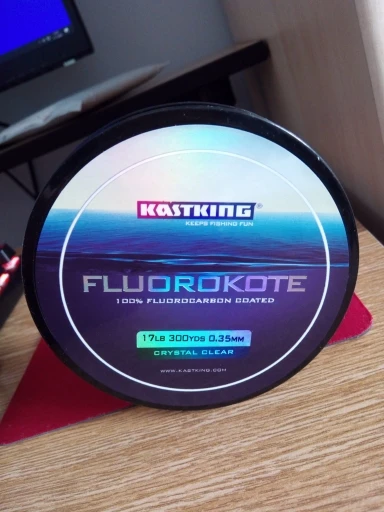 KASTKING®
KEEPS FISHING FUN
FLUOROKOTE
100% FLUOROCARBON COATED
17LB 300YDS 0.35MM
CRYSTAL CLEAR
WWW.KASTKING.COM